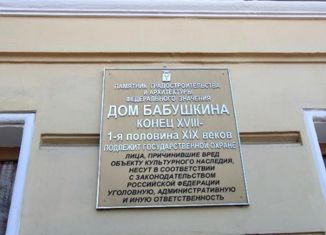 ПАМЯТНИК ГРАДОСТРОИТЕЛЬСТВА
И АРХИТЕКТУРЫ
ФЕДЕРАЛЬНОГО ЗНАЧЕНИЯ
ДОМ БАБУШКИНА
КОНЕЦ XVIII-
1-я половина XIX веков
ПОДЛЕЖИТ ГОСУДАРСТВЕННОЙ ОХРАНЕ
ЛИЦА, ПРИЧИНИВШИЕ ВРЕД
ОБЪЕКТУ КУЛЬТУРНОГО НАСЛЕДИЯ,
НЕСУТ В СООТВЕТСТВИИ
С ЗАКОНОДАТЕЛЬСТВОМ
РОССИЙСКОЙ ФЕДЕРАЦИИ
УГОЛОВНУЮ, АДМИНИСТРАТИВНУЮ
И ИНУЮ ОТВЕТСТВЕННОСТЬ